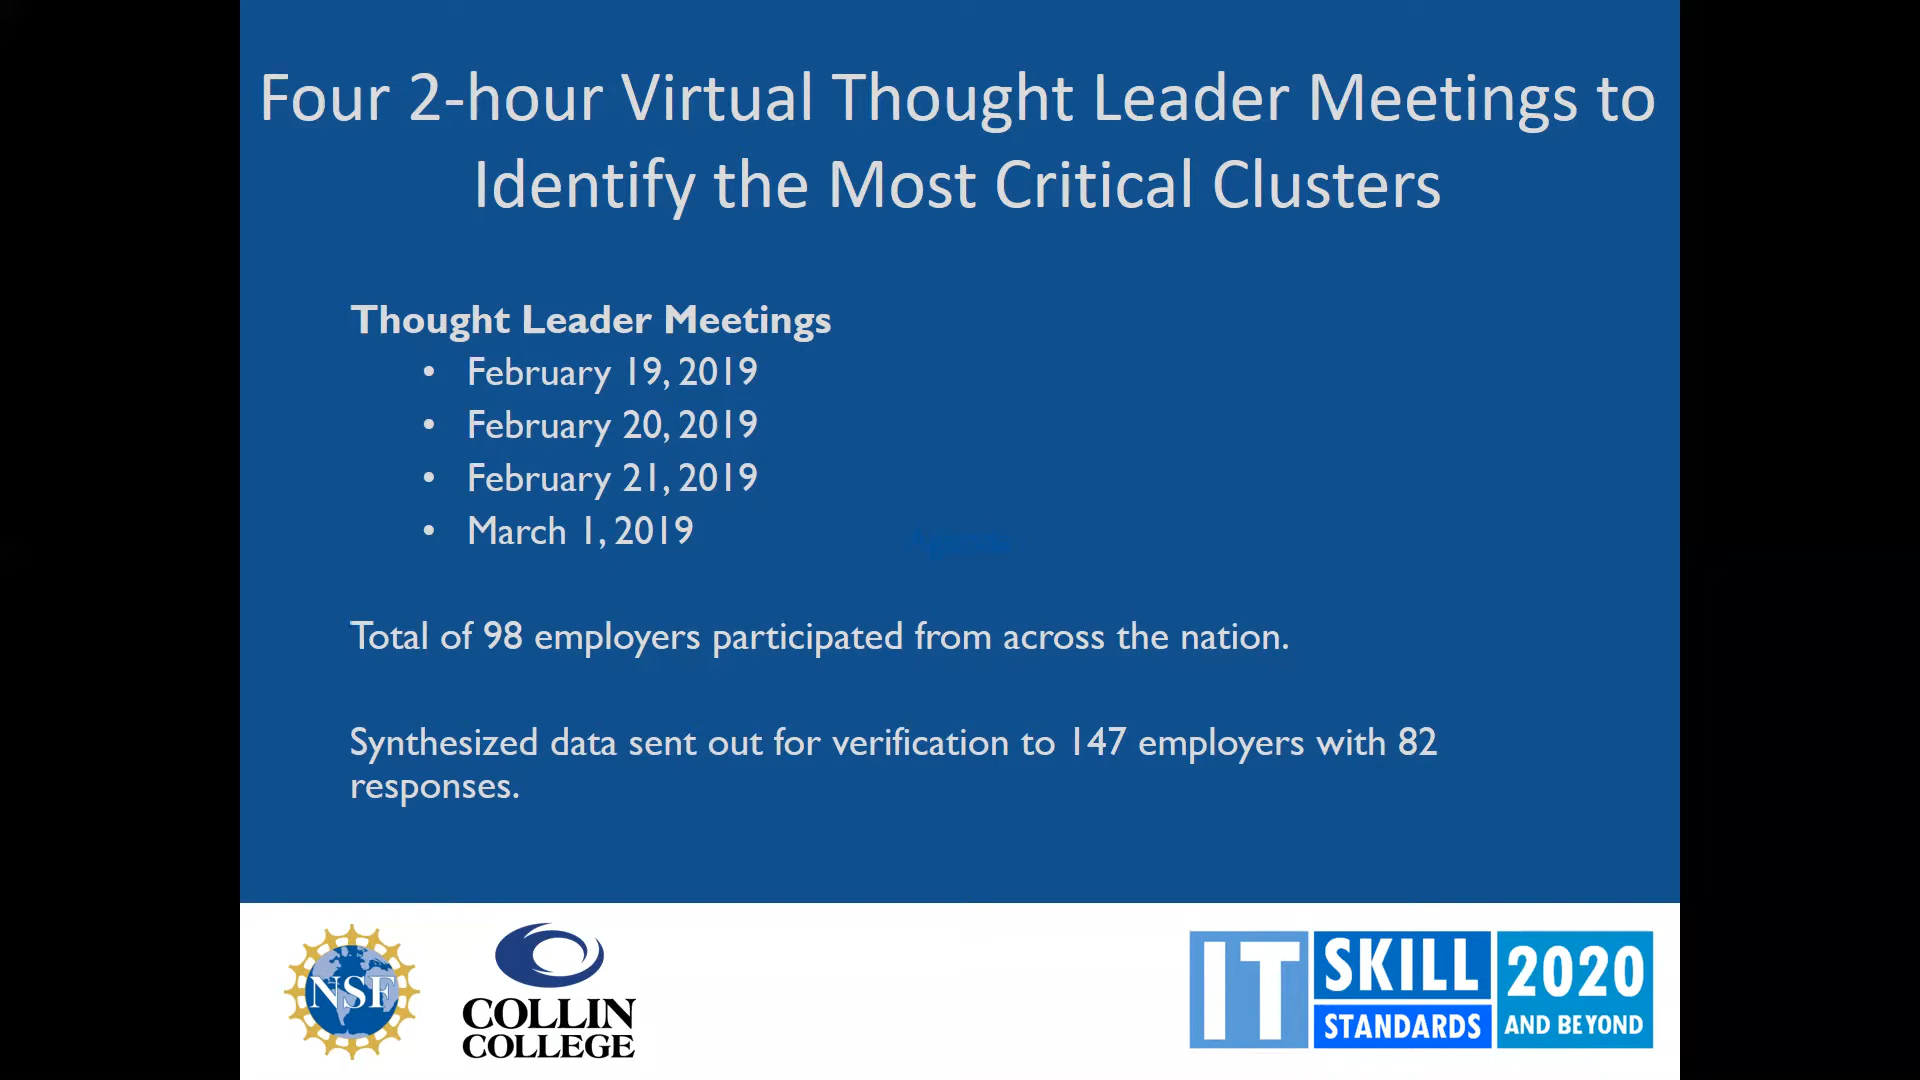 Four 2-hour Virtual Thought Leader Meetings to
Identify the Most Critical Clusters
Thought Leader Meetings
• February 19, 2019
• February 20, 2019
• February 21, 2019
• March 1, 2019
Total of 98 employers participated from across the nation.
Synthesized data sent out for verification to 147 employers with 82
responses.
NSF
COLLIN
COLLEGE
IT SKILL
STANDARDS
2020
AND BEYOND